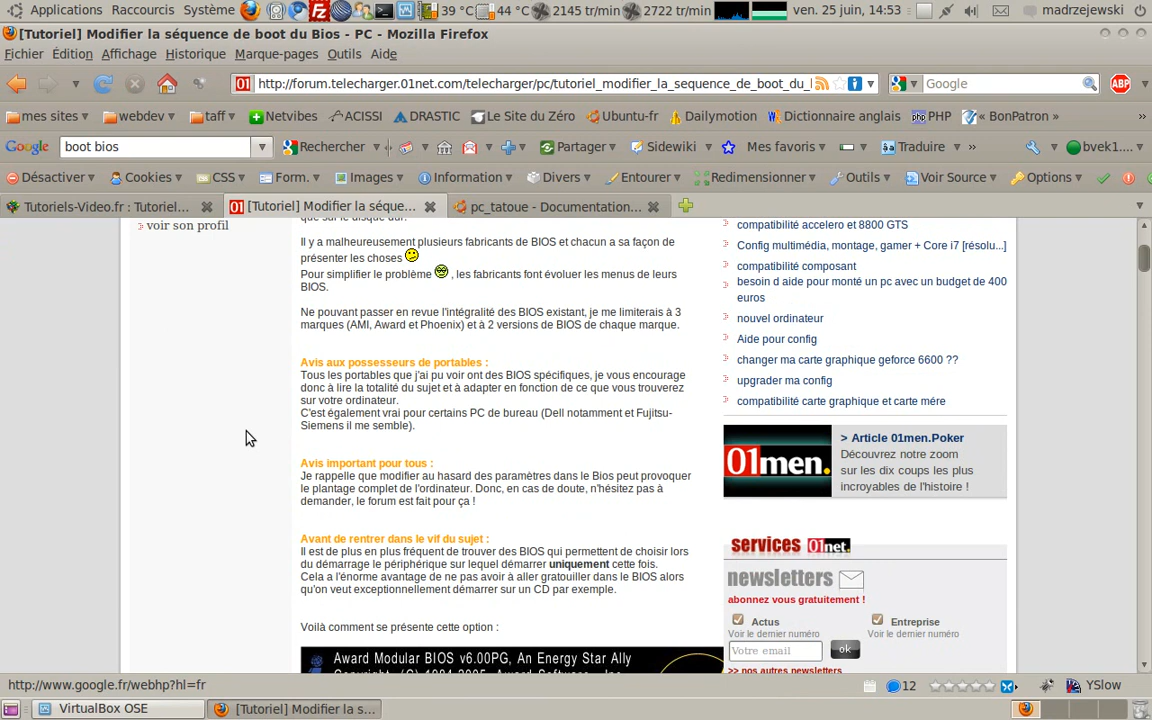 Applications Raccourcis Système 39 °C 44 °C 2145 tr/min 2722 tr/min ven. 25 juin, 14:53 madrzejewski
[Tutoriel] Modifier la séquence de boot du Bios - PC - Mozilla Firefox
Fichier Édition Affichage Historique Marque-pages Outils Aide
01 http://forum.telecharger.01net.com/telecharger/pc/tutoriel_modifier_la_sequence_de_boot_du_l Google ABP
mes sites webdev taff Netvibes ACISSI DRASTIC Le Site du Zéro Ubuntu-fr Dailymotion Dictionnaire anglais php PHP « BonPatron »
Google boot bios Rechercher Partager Sidewiki Mes favoris Traduire bvek1....
Désactiver Cookies CSS Form. Images Information Divers Entourer Redimensionner Outils Voir Source Options
Tutoriels-Video.fr : Tutoriel... 01 [Tutoriel] Modifier la séque... pc_tatoue - Documentation...
voir son profil
que sur le disque dur.
Il y a malheureusement plusieurs fabricants de BIOS et chacun a sa façon de
présenter les choses
Pour simplifier le problème , les fabricants font évoluer les menus de leurs
BIOS.
Ne pouvant passer en revue l'intégralité des BIOS existant, je me limiterais à 3
marques (AMI, Award et Phoenix) et à 2 versions de BIOS de chaque marque.
Avis aux possesseurs de portables :
Tous les portables que j'ai pu voir ont des BIOS spécifiques, je vous encourage
donc à lire la totalité du sujet et à adapter en fonction de ce que vous trouverez
sur votre ordinateur.
C'est également vrai pour certains PC de bureau (Dell notamment et Fujitsu-
Siemens il me semble).
Avis important pour tous :
Je rappelle que modifier au hasard des paramètres dans le Bios peut provoquer
le plantage complet de l'ordinateur. Donc, en cas de doute, n'hésitez pas à
demander, le forum est fait pour ça !
Avant de rentrer dans le vif du sujet :
Il est de plus en plus fréquent de trouver des BIOS qui permettent de choisir lors
du démarrage le périphérique sur lequel démarrer uniquement cette fois.
Cela a l'énorme avantage de ne pas avoir à aller gratouiller dans le BIOS alors
qu'on veut exceptionnellement démarrer sur un CD par exemple.
Voilà comment se présente cette option :
Award Modular BIOS v6.00PG, An Energy Star Ally
compatibilité accelero et 8800 GTS
Config multimédia, montage, gamer + Core i7 [résolu...]
compatibilité composant
besoin d aide pour monté un pc avec un budget de 400
euros
nouvel ordinateur
Aide pour config
changer ma carte graphique geforce 6600 ??
upgrader ma config
compatibilité carte graphique et carte mére
01men.
> Article 01men.Poker
Découvrez notre zoom
sur les dix coups les plus
incroyables de l'histoire !
services 01net.
newsletters
abonnez vous gratuitement !
Actus Entreprise
Voir le dernier numéro Voir le dernier numéro
Votre email ok
>> nos autres newsletters
http://www.google.fr/webhp?hl=fr 12 YSlow
VirtualBox OSE [Tutoriel] Modifier la s...